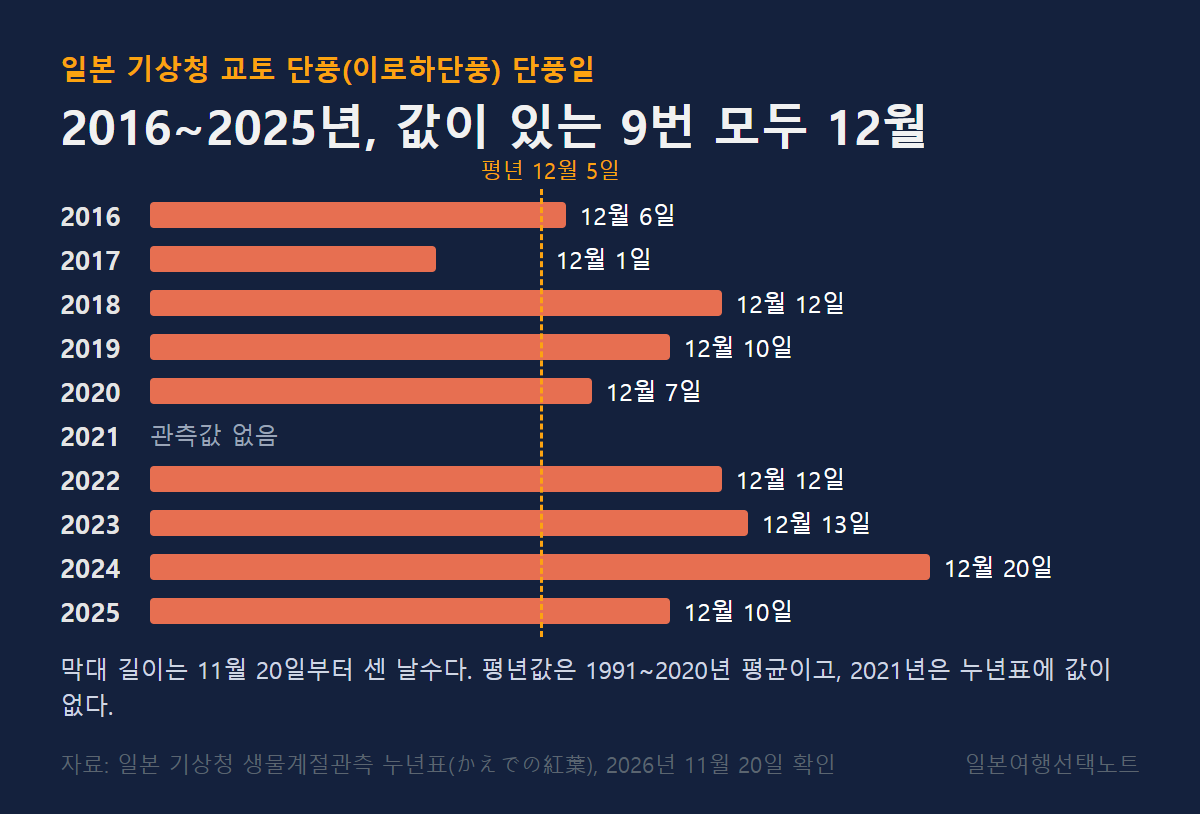 일본 기상청 교토 단풍(이로하단풍) 단풍일
2016~2025년, 값이 있는 9번 모두 12월
평년 12월 5일
2016 12월 6일
2017 12월 1일
2018 12월 12일
2019 12월 10일
2020 12월 7일
2021 관측값 없음
2022 12월 12일
2023 12월 13일
2024 12월 20일
2025 12월 10일
막대 길이는 11월 20일부터 센 날수다. 평년값은 1991~2020년 평균이고, 2021년은 누년표에 값이
없다.
자료: 일본 기상청 생물계절관측 누년표(かえでの紅葉), 2026년 11월 20일 확인 일본여행선택노트